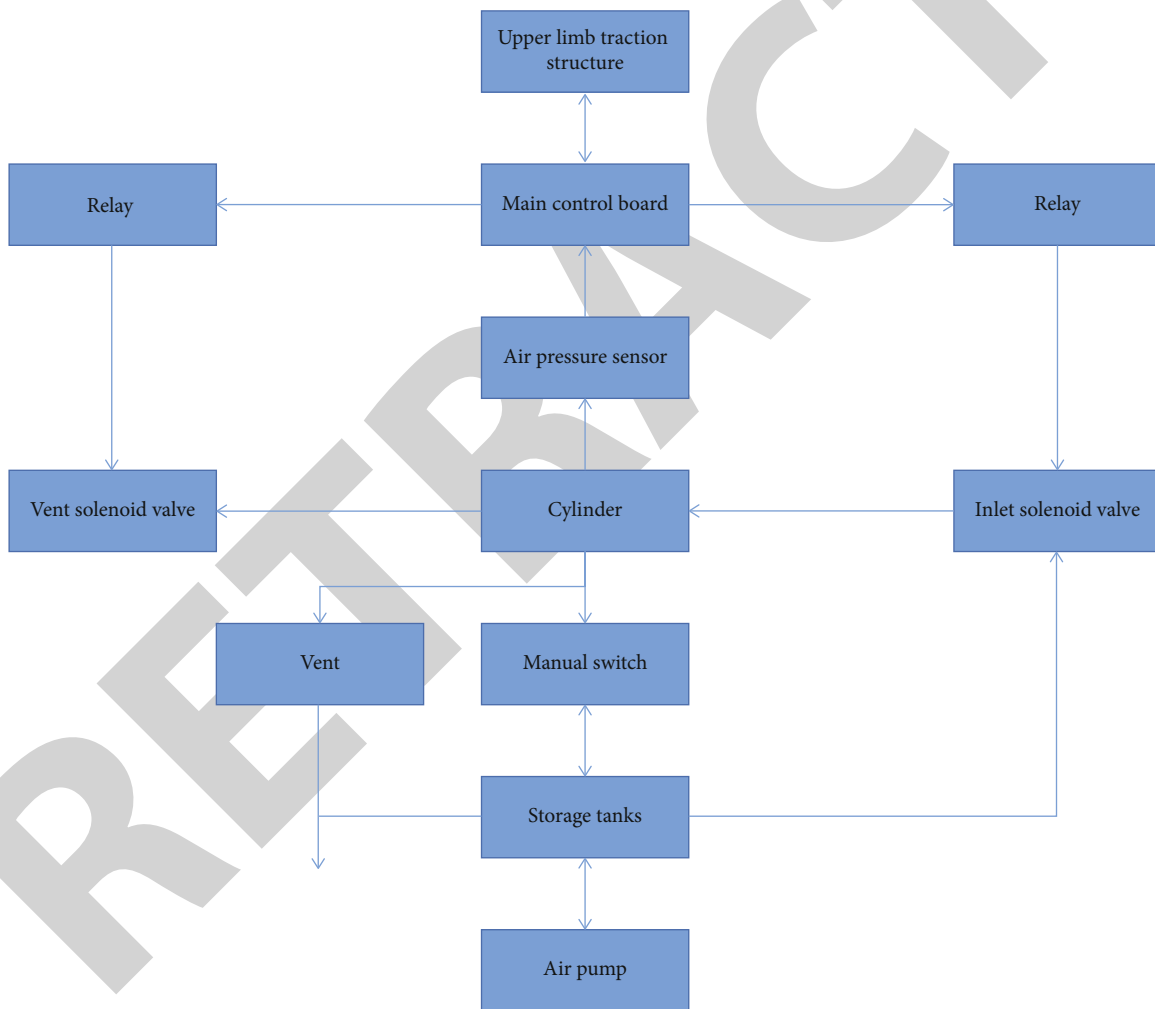 Upper limb traction
structure
Relay
Main control board
Relay
Air pressure sensor
Vent solenoid valve
Cylinder
Inlet solenoid valve
Vent
Manual switch
Storage tanks
Air pump
RETRACT